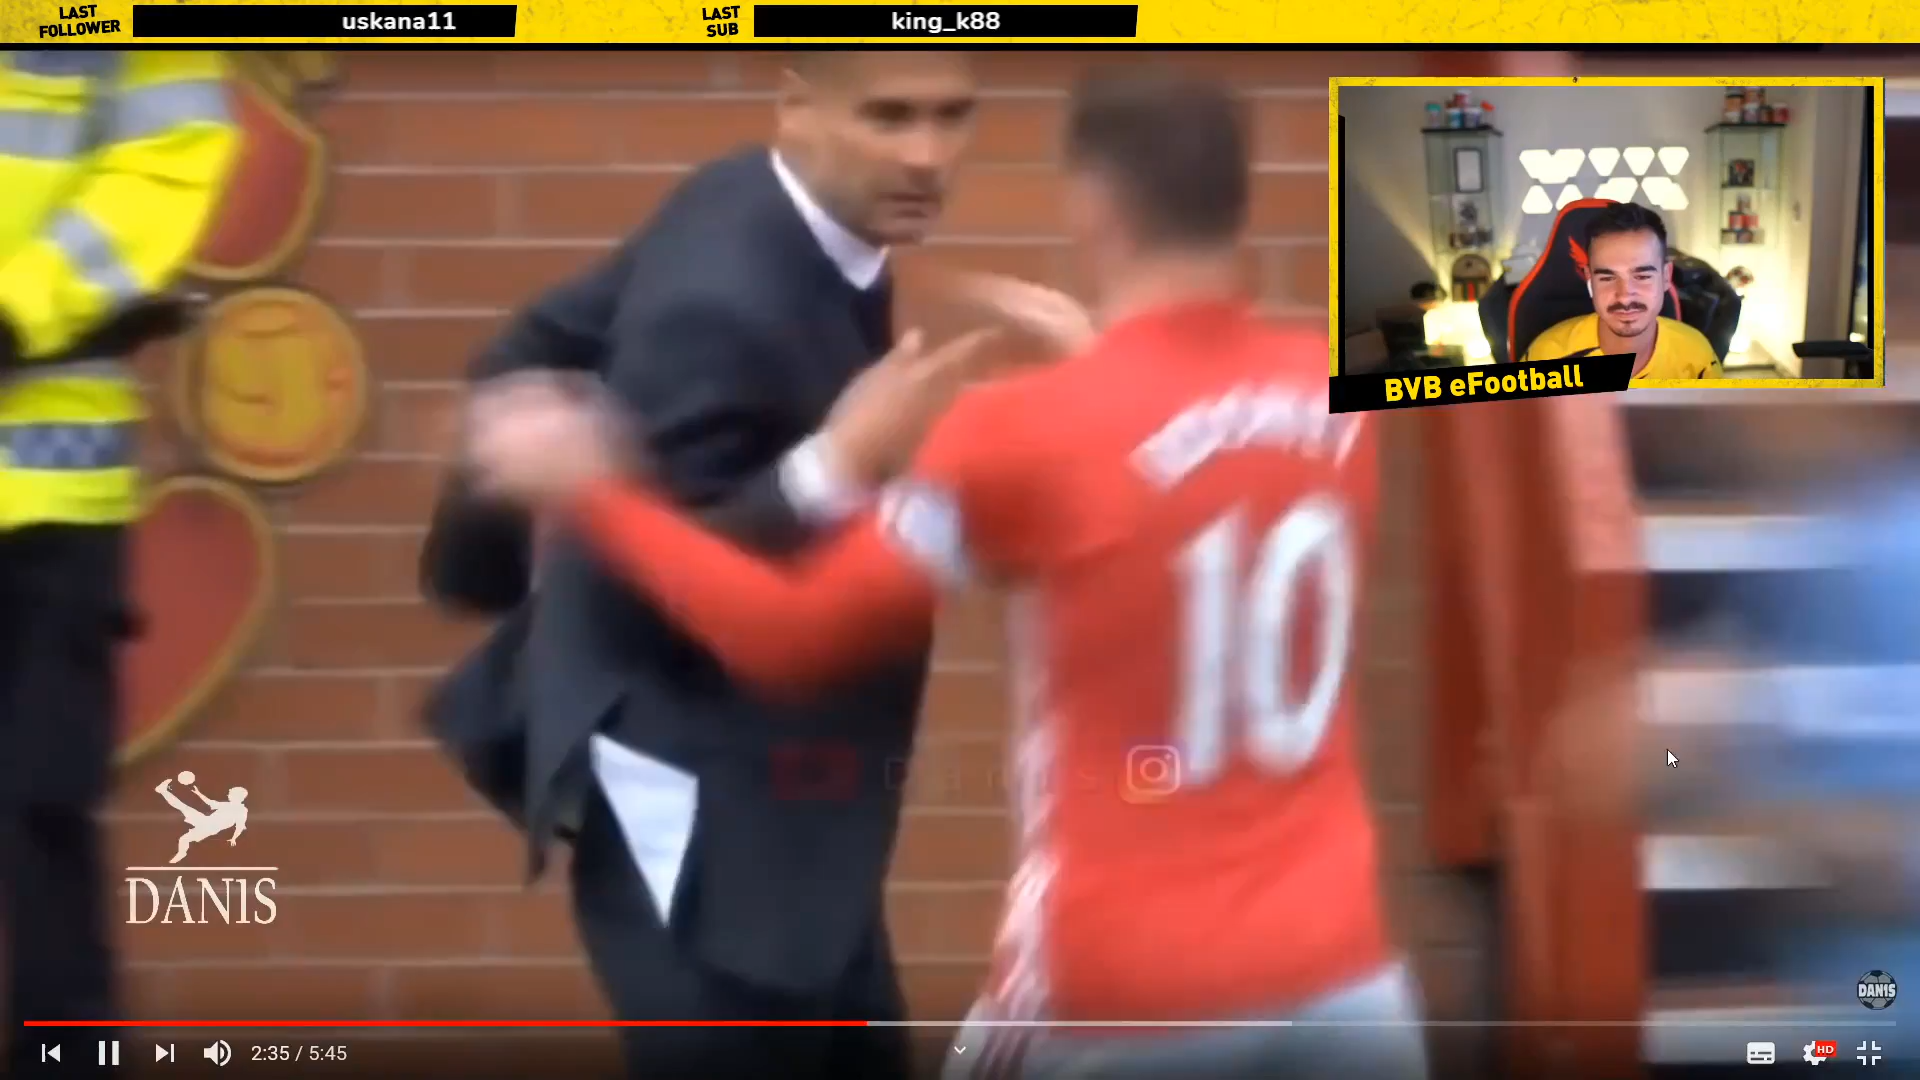 LAST
FOLLOWER
uskana11
LAST
SUB
king_k88
BVB eFootball
10
DANIS
DANIS
2:35 / 5:45
HD